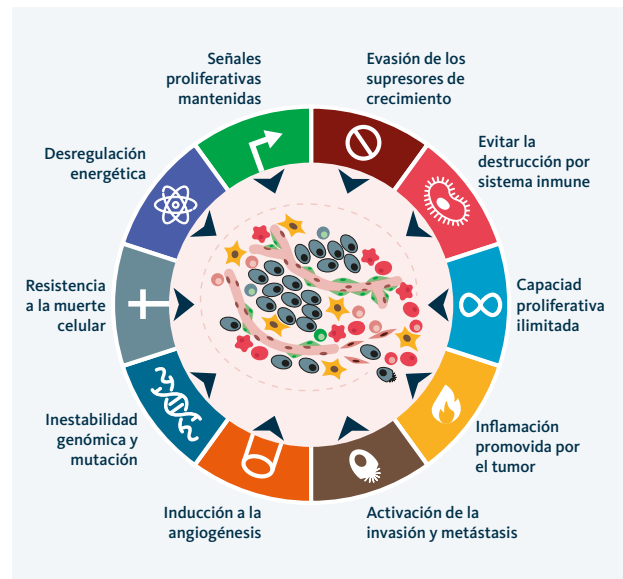 Señales
proliferativas
mantenidas
Evasión de los
supresores de
crecimiento
Evitar la
destrucción por
sistema inmune
Capaciad
proliferativa
ilimitada
Inflamación
promovida por
el tumor
Activación de la
invasión y metástasis
Inducción a la
angiogénesis
Inestabilidad
genómica y
mutación
Resistencia
a la muerte
celular
Desregulación
energética